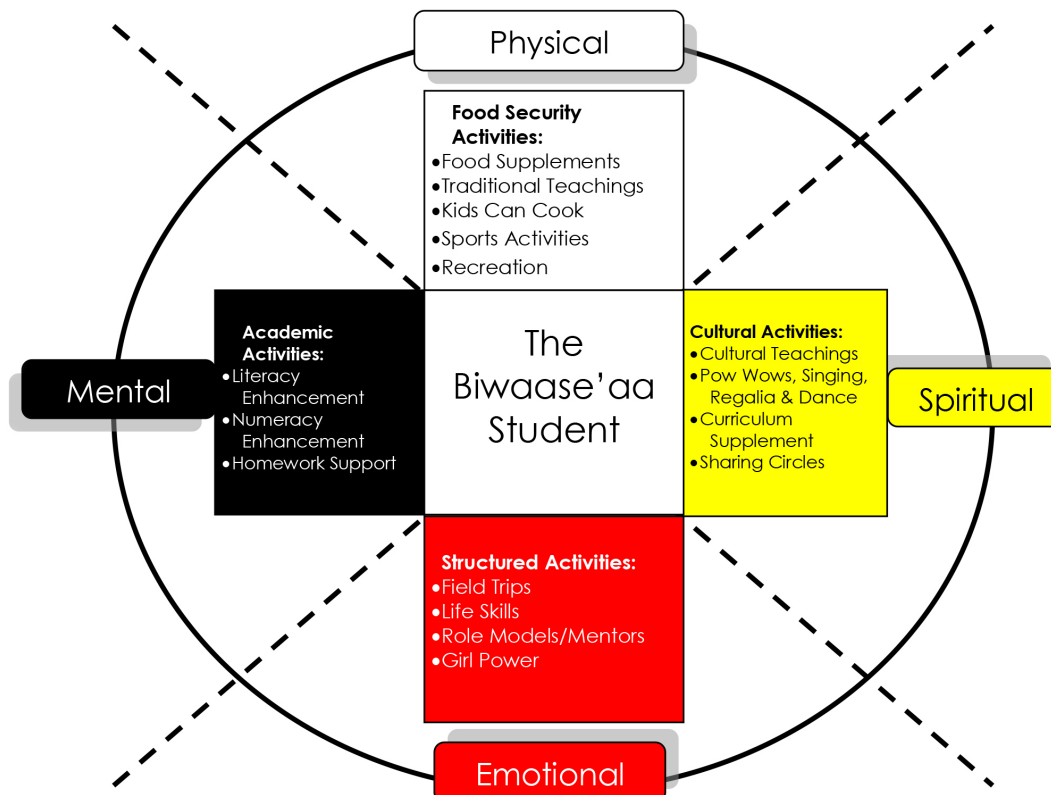 Physical
Food Security
Activities:
•Food Supplements
•Traditional Teachings
•Kids Can Cook
•Sports Activities
•Recreation
Mental
Academic
Activities:
•Literacy
Enhancement
•Numeracy
Enhancement
•Homework Support
The
Biwaase’aa
Student
Cultural Activities:
•Cultural Teachings
•Pow Wows, Singing,
Regalia & Dance
•Curriculum
Supplement
•Sharing Circles
Spiritual
Structured Activities:
•Field Trips
•Life Skills
•Role Models/Mentors
•Girl Power
Emotional